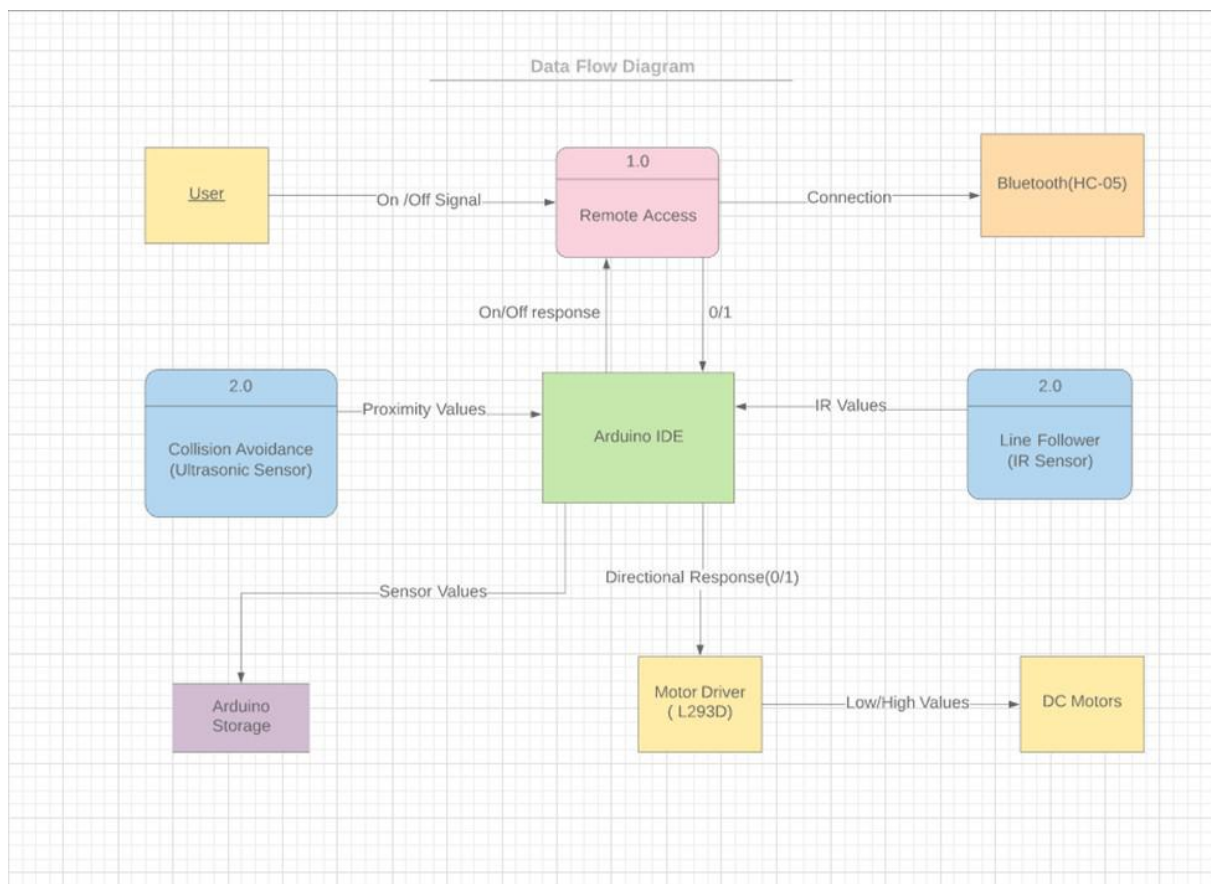 Data Flow Diagram
User
On /Off Signal
1.0
Remote Access
Connection
Bluetooth(HC-05)
On/Off response
0/1
2.0
Collision Avoidance
(Ultrasonic Sensor)
Proximity Values
Arduino IDE
IR Values
2.0
Line Follower
(IR Sensor)
Sensor Values
Directional Response(0/1)
Arduino
Storage
Motor Driver
( L293D)
Low/High Values
DC Motors